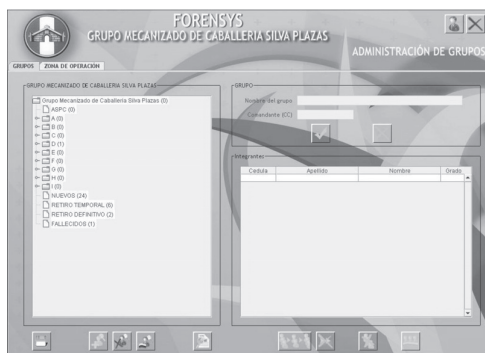 FORENSYS
GRUPO MECANIZADO DE CABALLERIA SILVA PLAZAS
ADMINISTRACIÓN DE GRUPOS
GRUPOS ZONA DE OPERACIÓN
GRUPO MECANIZADO DE CABALLERIA SILVA PLAZAS
Grupo Mecanizado de Caballeria Silva Plazas (0)
ASPC (0)
A (0)
B (0)
C (0)
D (1)
E (0)
F (0)
G (0)
H (0)
I (0)
NUEVOS (24)
RETIRO TEMPORAL (6)
RETIRO DEFINITIVO (2)
FALLECIDOS (1)
GRUPO
Nombre del grupo
Comandante (CC)
Integrantes
Cedula Apellido Nombre Grado